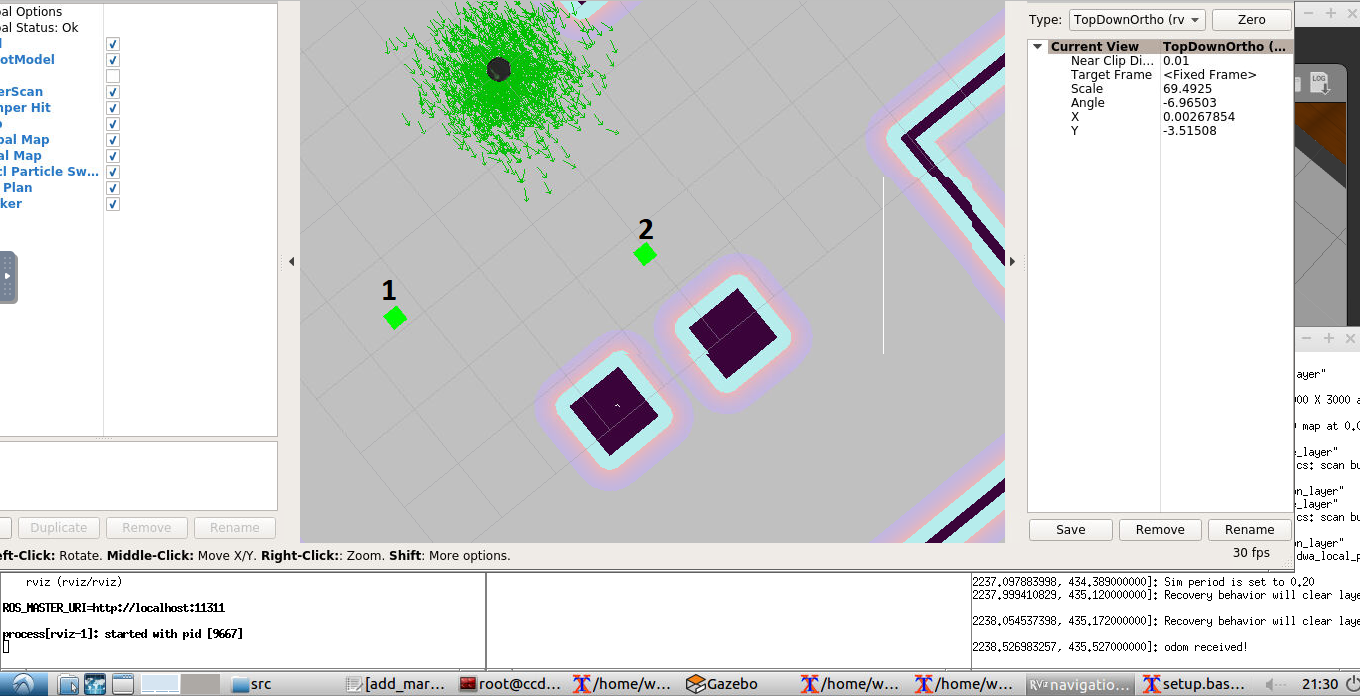 bal Options
bal Status: Ok
otModel
erScan
mper Hit
bal Map
al Map
cl Particle Sw...
Plan
ker
Duplicate
Remove
Rename
eft-Click: Rotate. Middle-Click: Move X/Y. Right-Click:: Zoom. Shift: More options.
1
2
Type: TopDownOrtho (rv
Zero
Current View TopDownOrtho (...
Near Clip Di... 0.01
Target Frame <Fixed Frame>
Scale 69.4925
Angle -6.96503
X 0.00267854
Y -3.51508
Save
Remove
Rename
30 fps
LOG
ayer"
000 X 3000 a
map at 0.0
e_layer"
cs: scan bu
on_layer"
e_layer"
cs: scan bu
on_layer"
dwa_local_p
rviz (rviz/rviz)
ROS_MASTER_URI=http://localhost:11311
process[rviz-1]: started with pid [9667]
2237.097883998, 434.389000000]: Sim period is set to 0.20
2237.999410829, 435.120000000]: Recovery behavior will clear laye
2238.054537398, 435.172000000]: Recovery behavior will clear laye
2238.526983257, 435.527000000]: odom received!
src
[add_mar...
root@ccd...
/home/w...
Gazebo
/home/w...
/home/w...
RViz navigatio...
setup.bas...
21:30